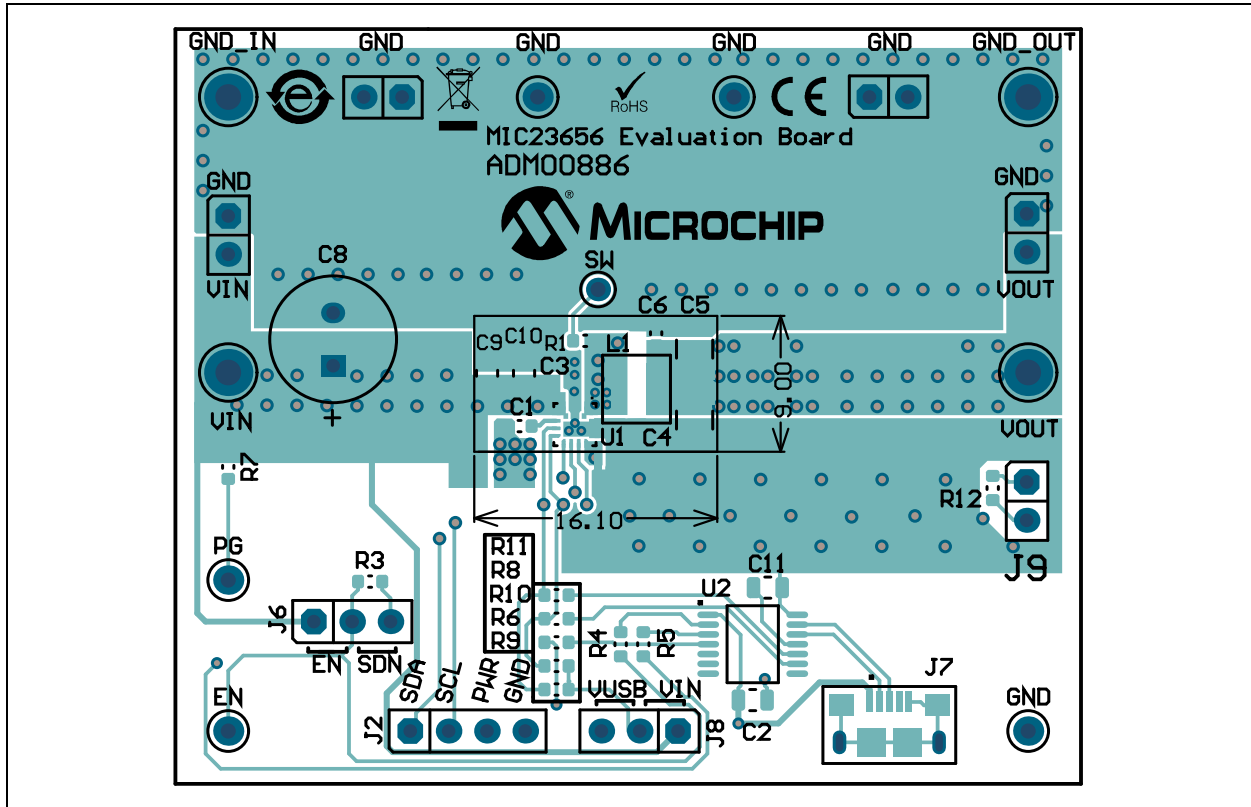 GND_IN GND GND GND GND GND_OUT
RoHS
MIC23656 Evaluation Board
ADM00886
GND GND
MICROCHIP®
C8 SW
VIN VOUT
C6 C5
C9 C10 R1 L1
C3
9.00
C1
VIN U1 C4 VOUT
R7
R12
16.10
PG R11
R3 R8 C11 J9
R10 U2
J6 R6
R9 R4 R5
EN SDN
SDA SCL PWR GND VUSB VIN J7
EN GND
J2 J8 C2